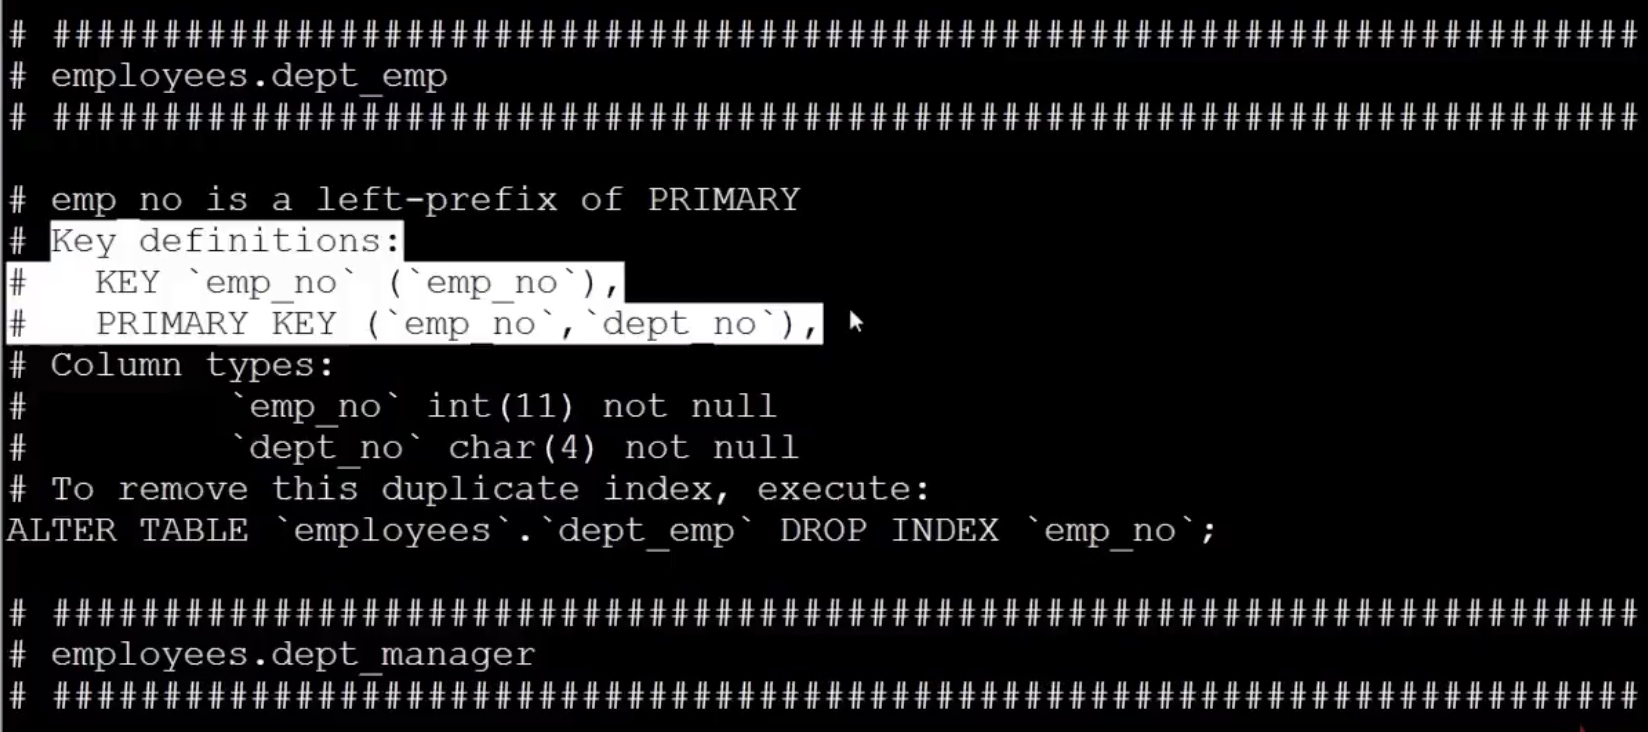 # ########################################################################
# employees.dept_emp
# ########################################################################
# emp_no is a left-prefix of PRIMARY
# Key definitions:
#   KEY `emp_no` (`emp_no`),
#   PRIMARY KEY (`emp_no`,`dept_no`),
# Column types:
#         `emp_no` int(11) not null
#         `dept_no` char(4) not null
# To remove this duplicate index, execute:
ALTER TABLE `employees`.`dept_emp` DROP INDEX `emp_no`;
# ########################################################################
# employees.dept_manager
# ########################################################################